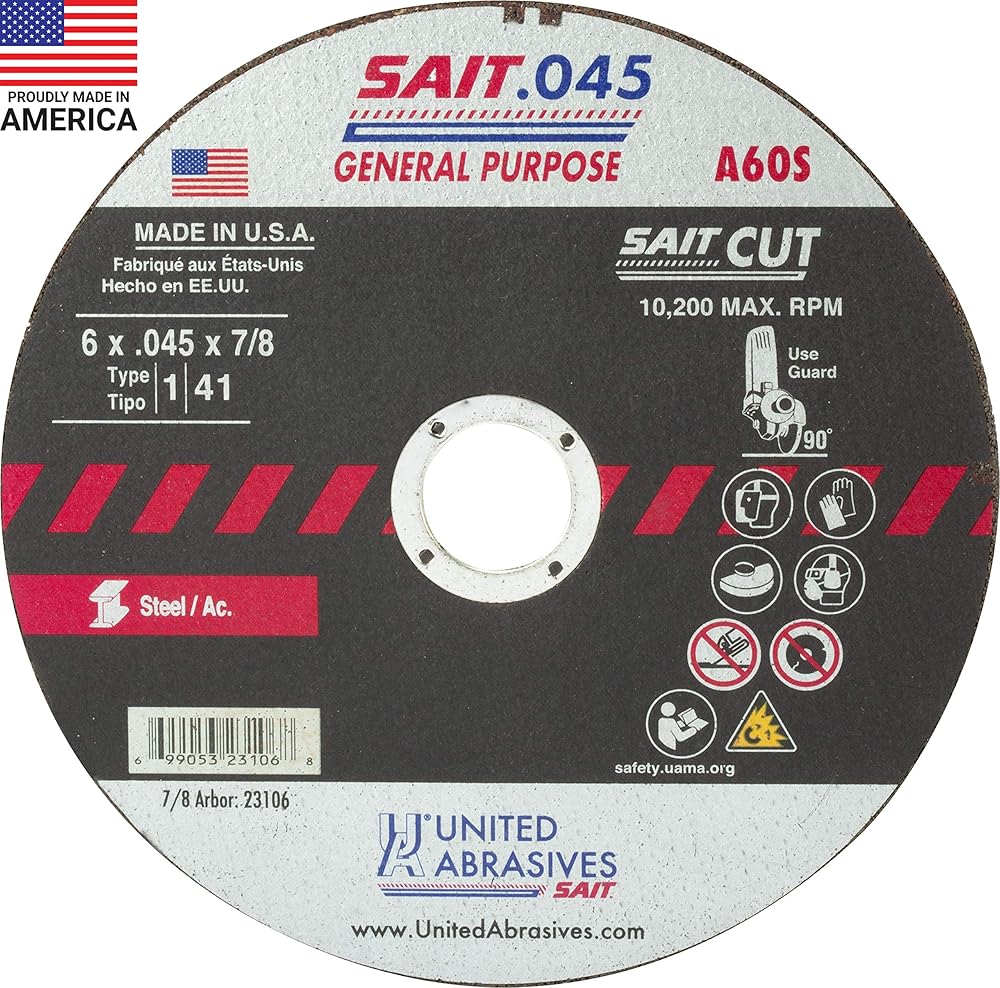 PROUDLY MADE IN
AMERICA
SAIT.045
GENERAL PURPOSE
A60S
MADE IN U.S.A.
Fabriqué aux États-Unis
Hecho en EE.UU.
6 x .045 x 7/8
Type
Tipo
1 41
SAIT CUT
10,200 MAX. RPM
Use
Guard
90°
Steel / Ac.
6 99053 23106 8
7/8 Arbor: 23106
safety.uama.org
UA® UNITED
ABRASIVES
SAIT
www.UnitedAbrasives.com